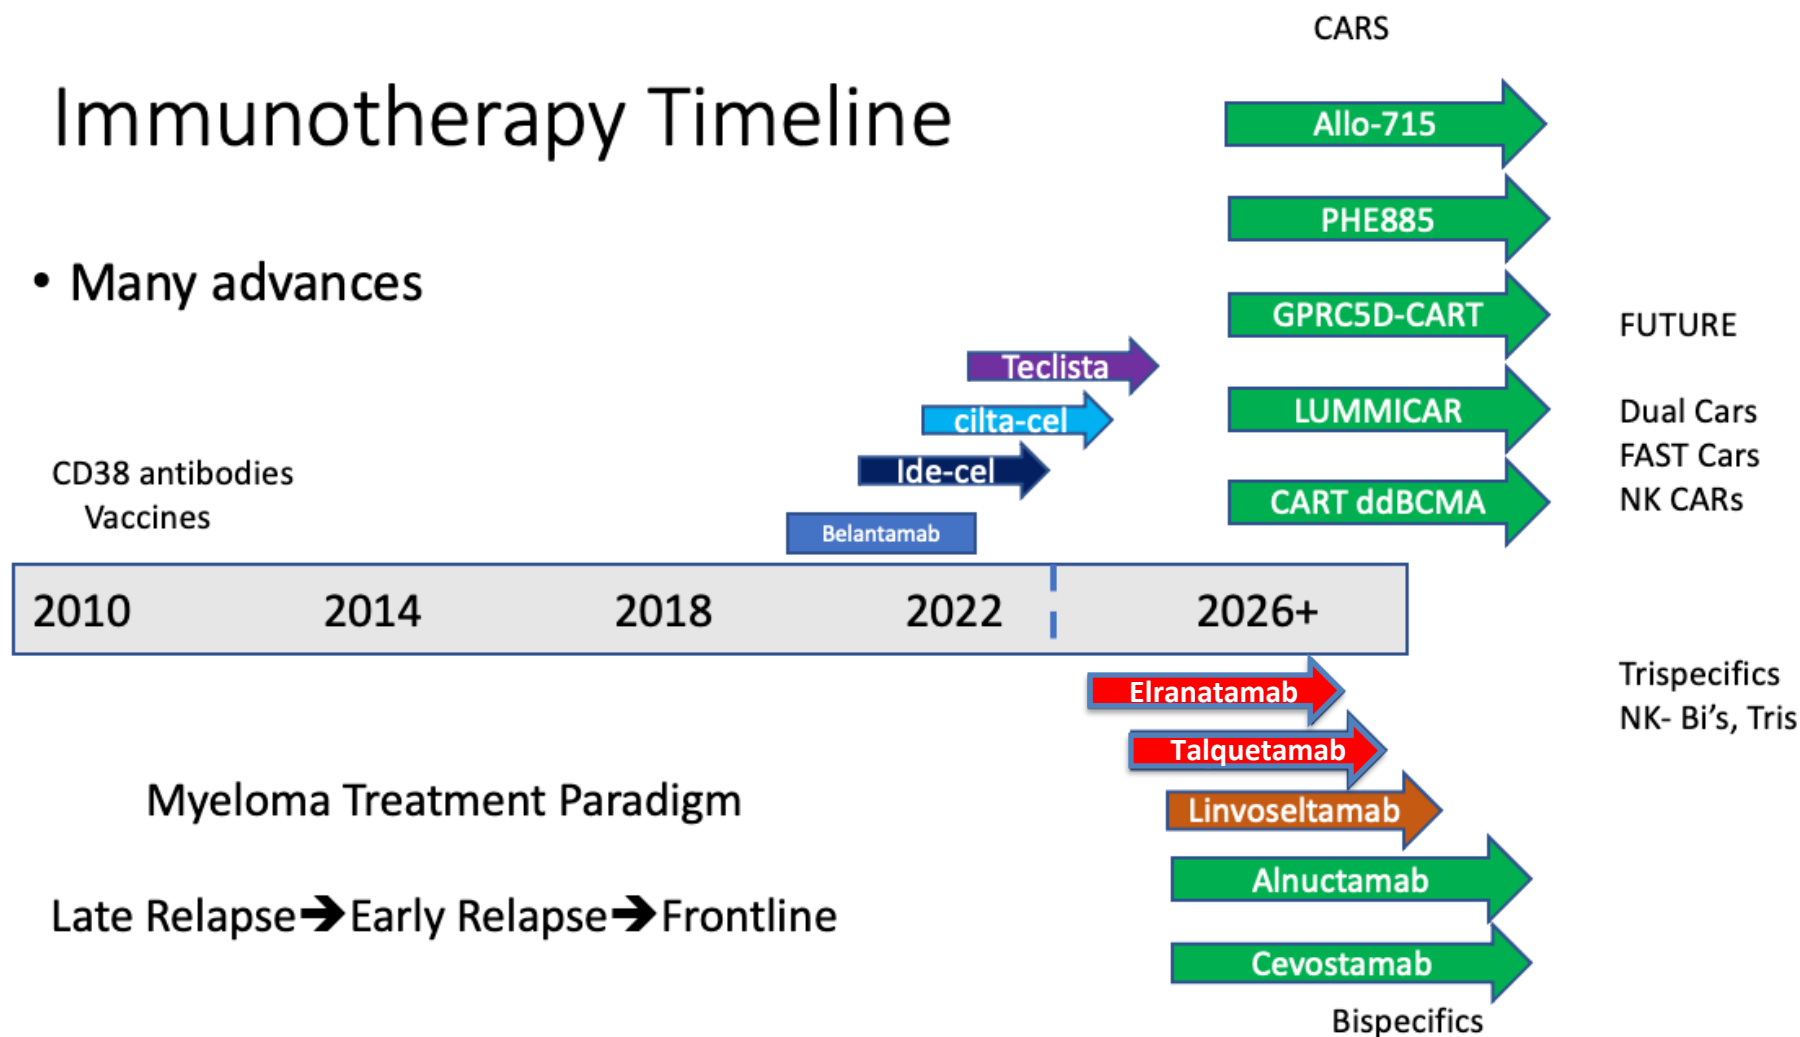 CARS
Immunotherapy Timeline
Allo-715
PHE885
• Many advances
GPRC5D-CART
FUTURE
Teclista
LUMMICAR
Dual Cars
cilta-cel
FAST Cars
CD38 antibodies
Ide-cel
CART ddBCMA
NK CARs
Vaccines
Belantamab
2010 2014 2018 2022 2026+
Elranatamab
Trispecifics
NK- Bi’s, Tris
Talquetamab
Myeloma Treatment Paradigm
Linvoseltamab
Alnuctamab
Late Relapse➔Early Relapse➔Frontline
Cevostamab
Bispecifics